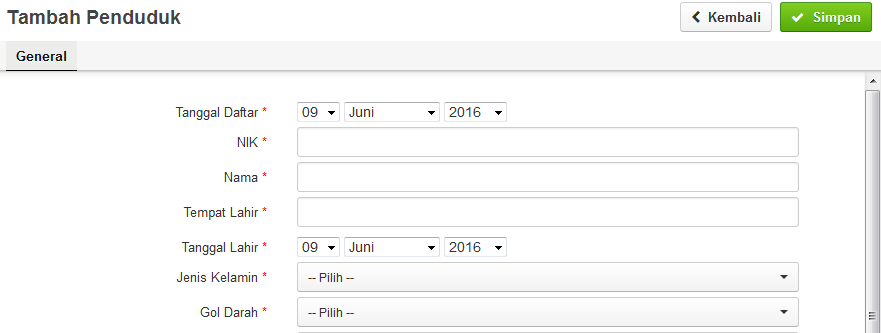 Tambah Penduduk Kembali Simpan
General
Tanggal Daftar * 09 Juni 2016
NIK *
Nama *
Tempat Lahir *
Tanggal Lahir * 09 Juni 2016
Jenis Kelamin * -- Pilih --
Gol Darah * -- Pilih --